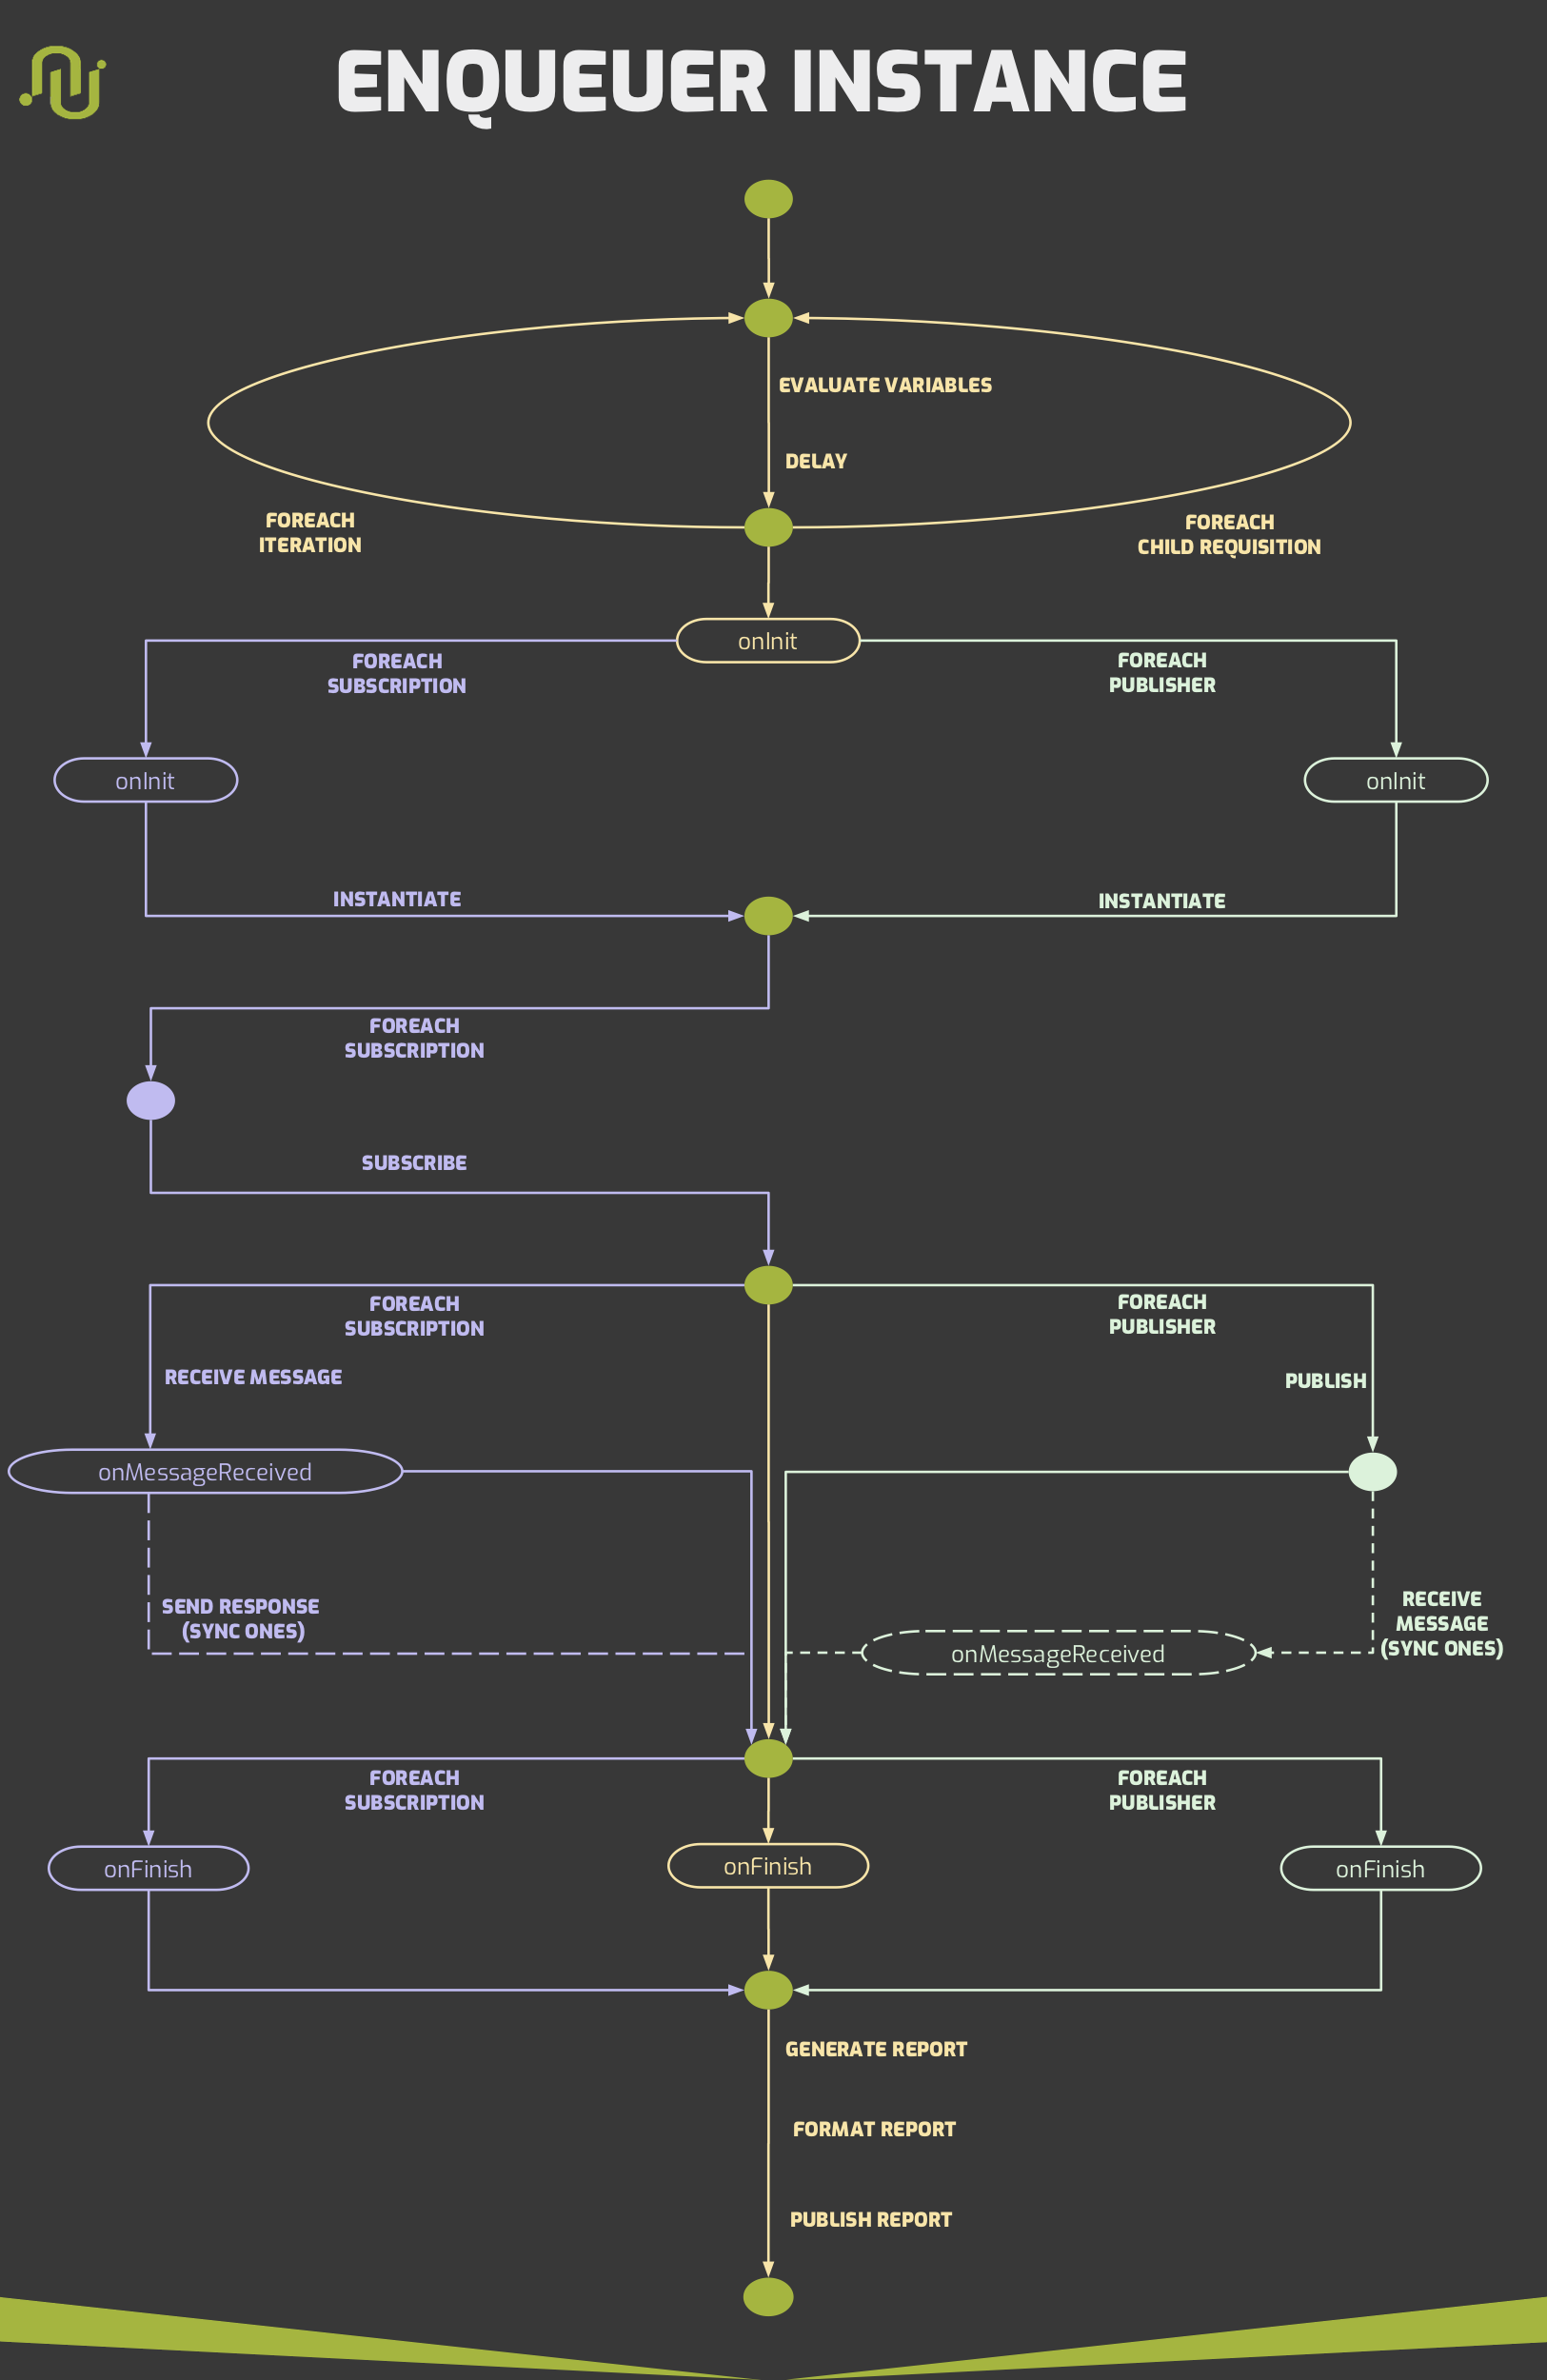 ENQUEUER INSTANCE
EVALUATE VARIABLES
DELAY
FOREACH
ITERATION
FOREACH
CHILD REQUISITION
onInit
FOREACH
SUBSCRIPTION
FOREACH
PUBLISHER
onInit
onInit
INSTANTIATE
INSTANTIATE
FOREACH
SUBSCRIPTION
SUBSCRIBE
FOREACH
SUBSCRIPTION
FOREACH
PUBLISHER
RECEIVE MESSAGE
PUBLISH
onMessageReceived
SEND RESPONSE
(SYNC ONES)
RECEIVE
MESSAGE
(SYNC ONES)
onMessageReceived
FOREACH
SUBSCRIPTION
FOREACH
PUBLISHER
onFinish
onFinish
onFinish
GENERATE REPORT
FORMAT REPORT
PUBLISH REPORT